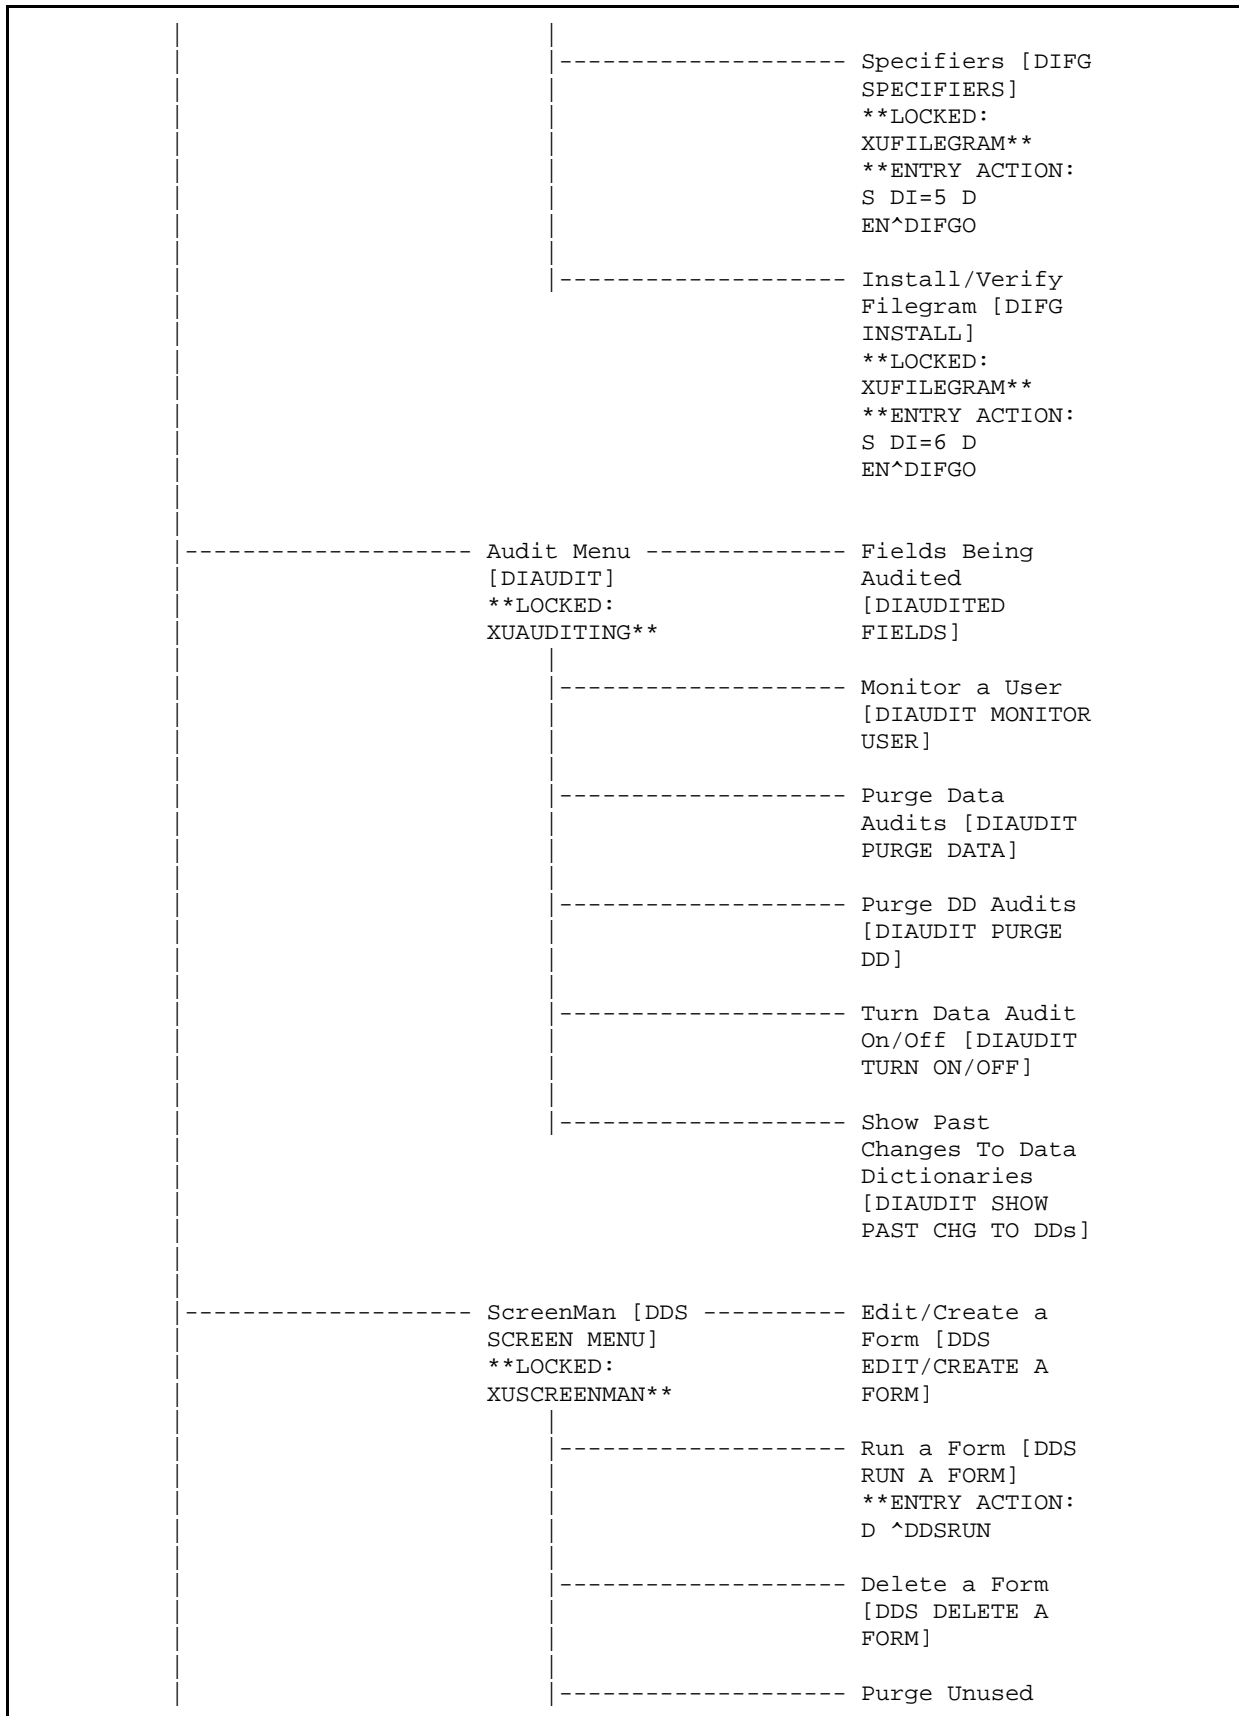 Specifiers [DIFG
SPECIFIERS]
**LOCKED:
XUFILEGRAM**
**ENTRY ACTION:
S DI=5 D
EN^DIFGO
Install/Verify
Filegram [DIFG
INSTALL]
**LOCKED:
XUFILEGRAM**
**ENTRY ACTION:
S DI=6 D
EN^DIFGO
Audit Menu -------------- Fields Being
[DIAUDIT] Audited
**LOCKED: [DIAUDITED
XUAUDITING** FIELDS]
Monitor a User
[DIAUDIT MONITOR
USER]
Purge Data
Audits [DIAUDIT
PURGE DATA]
Purge DD Audits
[DIAUDIT PURGE
DD]
Turn Data Audit
On/Off [DIAUDIT
TURN ON/OFF]
Show Past
Changes To Data
Dictionaries
[DIAUDIT SHOW
PAST CHG TO DDs]
ScreenMan [DDS ---------- Edit/Create a
SCREEN MENU] Form [DDS
**LOCKED: EDIT/CREATE A
XUSCREENMAN** FORM]
Run a Form [DDS
RUN A FORM]
**ENTRY ACTION:
D ^DDSRUN
Delete a Form
[DDS DELETE A
FORM]
Purge Unused